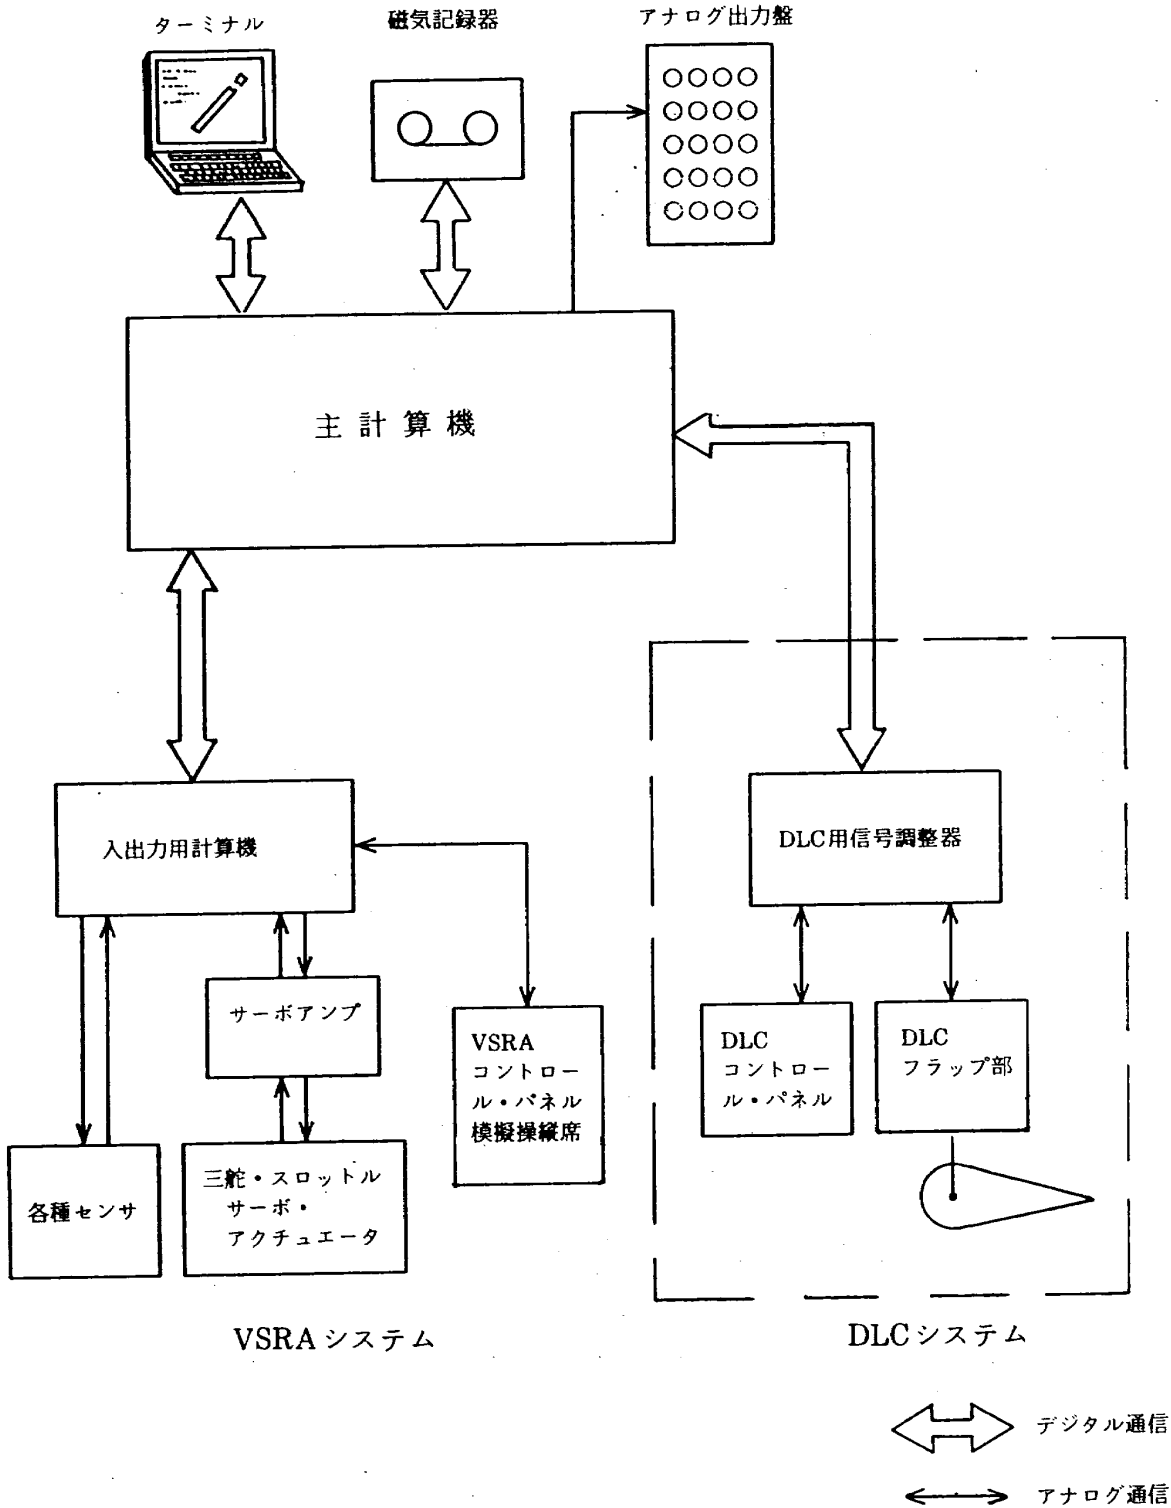 ターミナル
磁気記録器
アナログ出力盤
主計算機
入出力用計算機
DLC用信号調整器
サーボアンプ
VSRA
コントロー
ル・パネル
模擬操縦席
DLC
コントロー
ル・パネル
DLC
フラップ部
各種センサ
三舵・スロットル
サーボ・
アクチュエータ
VSRAシステム
DLCシステム
デジタル通信
アナログ通信